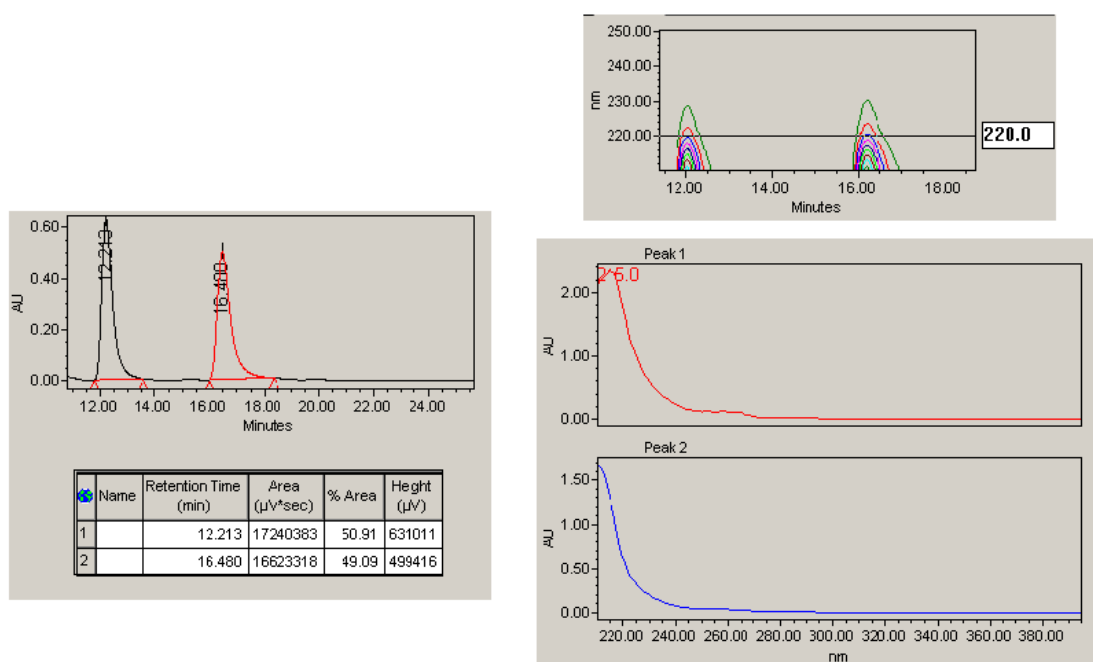 250.00
240.00
230.00
220.00
nm
220.0
12.00 14.00 16.00 18.00
Minutes
0.60
0.40
0.20
0.00
AU
12.213
12.00 14.00 16.00 18.00 20.00 22.00 24.00
Minutes
Name Retention Time (min) Area (µV*sec) % Area Heght (µV)
1 12.213 17240383 50.91 631011
2 16.480 16623318 49.09 499416
Peak 1
2.00
1.00
0.00
AU
Peak 2
1.50
1.00
0.50
0.00
AU
220.00 240.00 260.00 280.00 300.00 320.00 340.00 360.00 380.00
nm